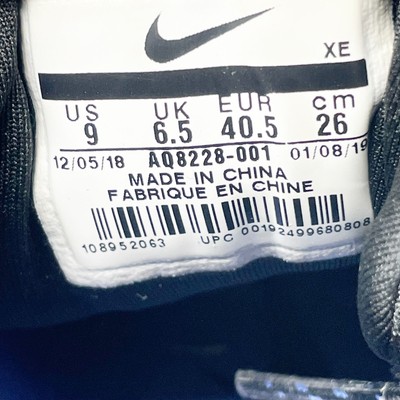 XE
US UK EUR cm
9 6.5 40.5 26
12/05/18 AQ8228-001 01/08/19
MADE IN CHINA
FABRIQUE EN CHINE
108952063 UPC 00192499680808